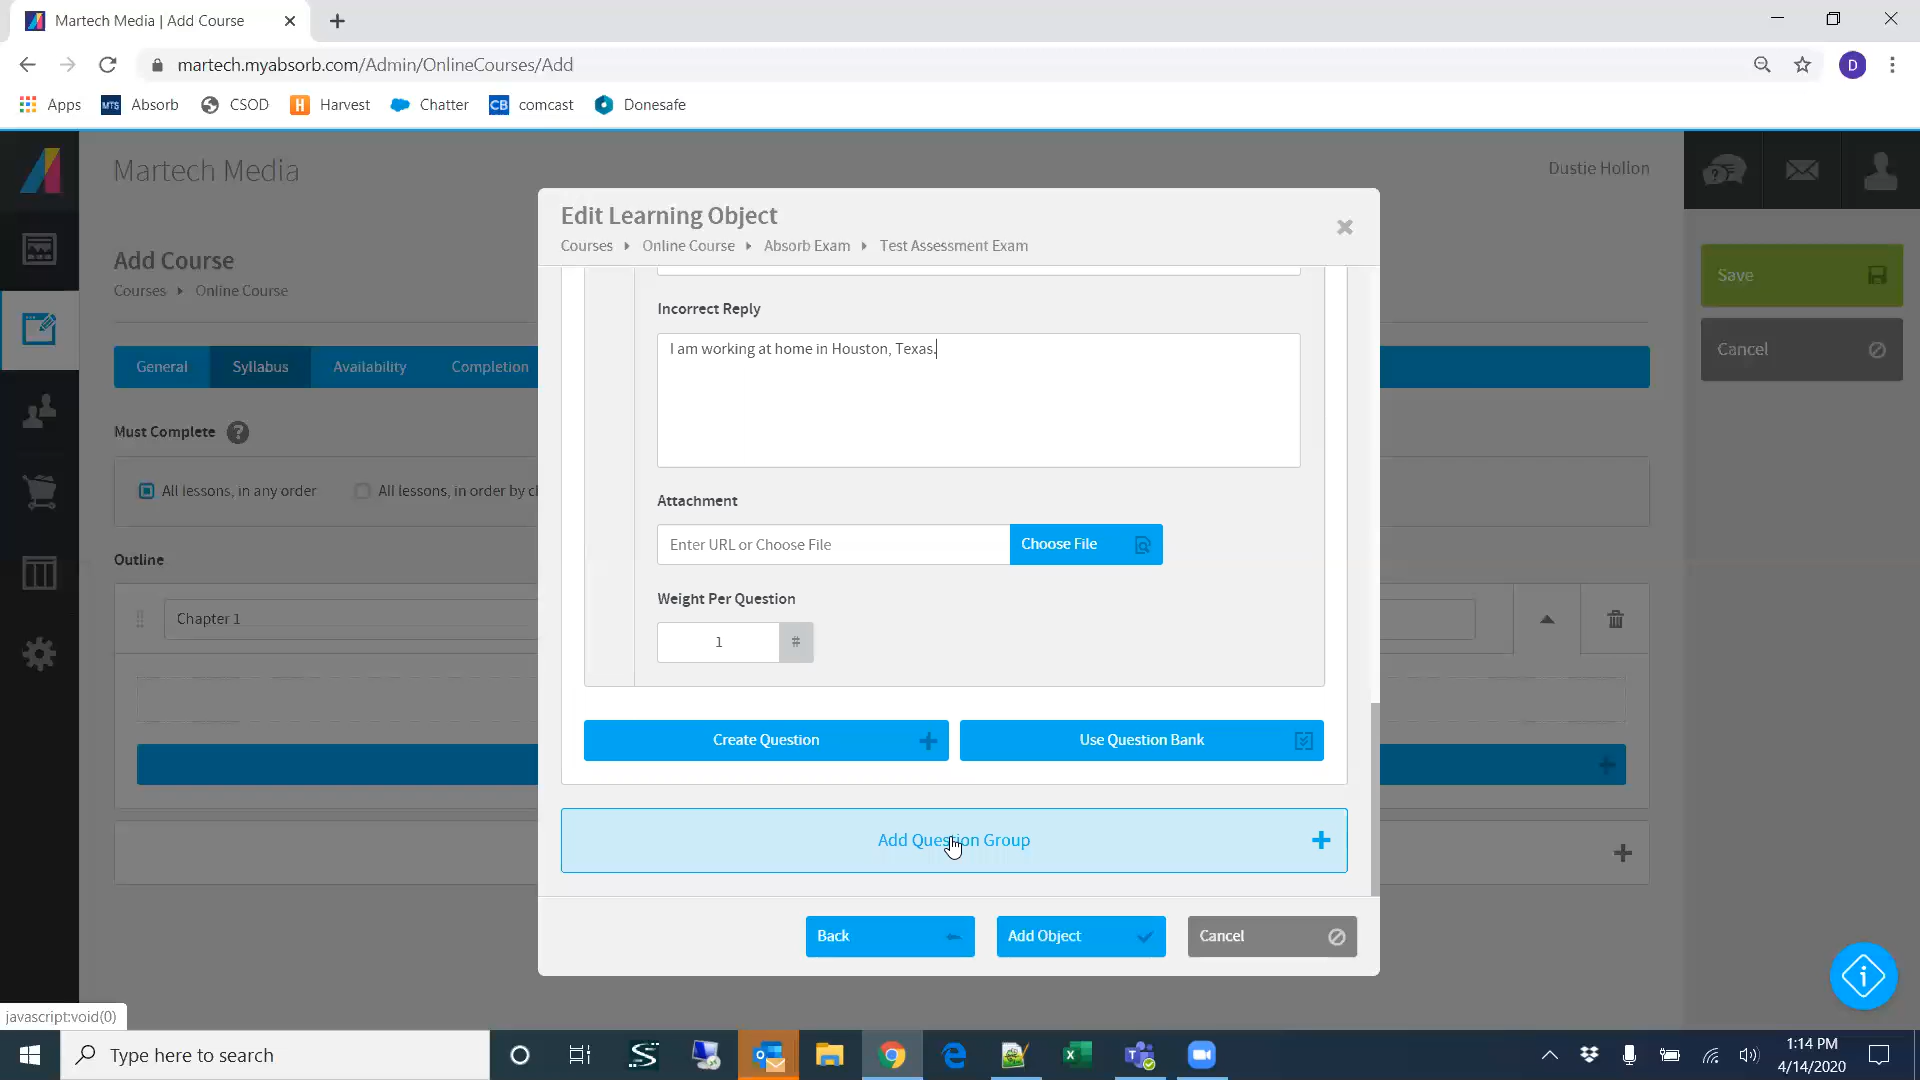 Martech Media | Add Course
martech.myabsorb.com/Admin/OnlineCourses/Add
D
Apps
MTS Absorb
CSOD
H Harvest
Chatter
CB comcast
Donesafe
Martech Media
Dustie Hollon
Add Course
Courses Online Course
General Syllabus Availability Completion
Must Complete ?
All lessons, in any order All lessons, in order by c
Outline
Chapter 1
Edit Learning Object
Courses Online Course Absorb Exam Test Assessment Exam
Incorrect Reply
I am working at home in Houston, Texas.
Attachment
Enter URL or Choose File Choose File
Weight Per Question
1 #
Create Question + Use Question Bank
Add Question Group +
Back Add Object Cancel
Save
Cancel
javascript:void(0)
Type here to search
1:14 PM
4/14/2020